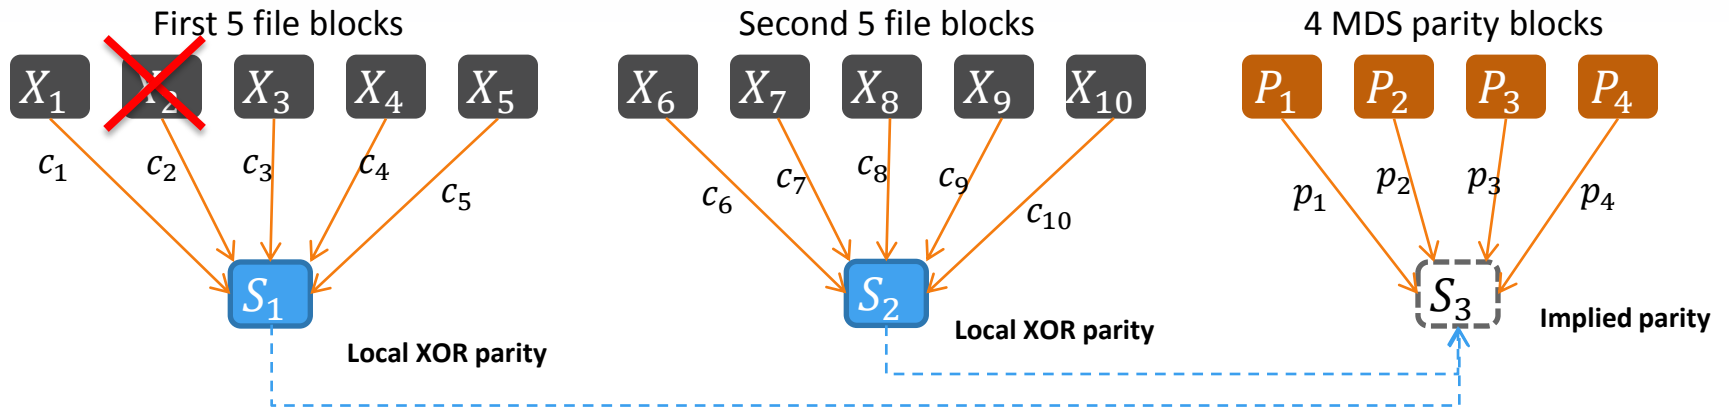 First 5 file blocks Second 5 file blocks 4 MDS parity blocks
X₁ X₂ X₃ X₄ X₅ X₆ X₇ X₈ X₉ X₁₀ P₁ P₂ P₃ P₄
c₁ c₂ c₃ c₄ c₅ c₆ c₇ c₈ c₉ c₁₀ p₁ p₂ p₃ p₄
S₁ S₂ S₃
Local XOR parity Local XOR parity Implied parity